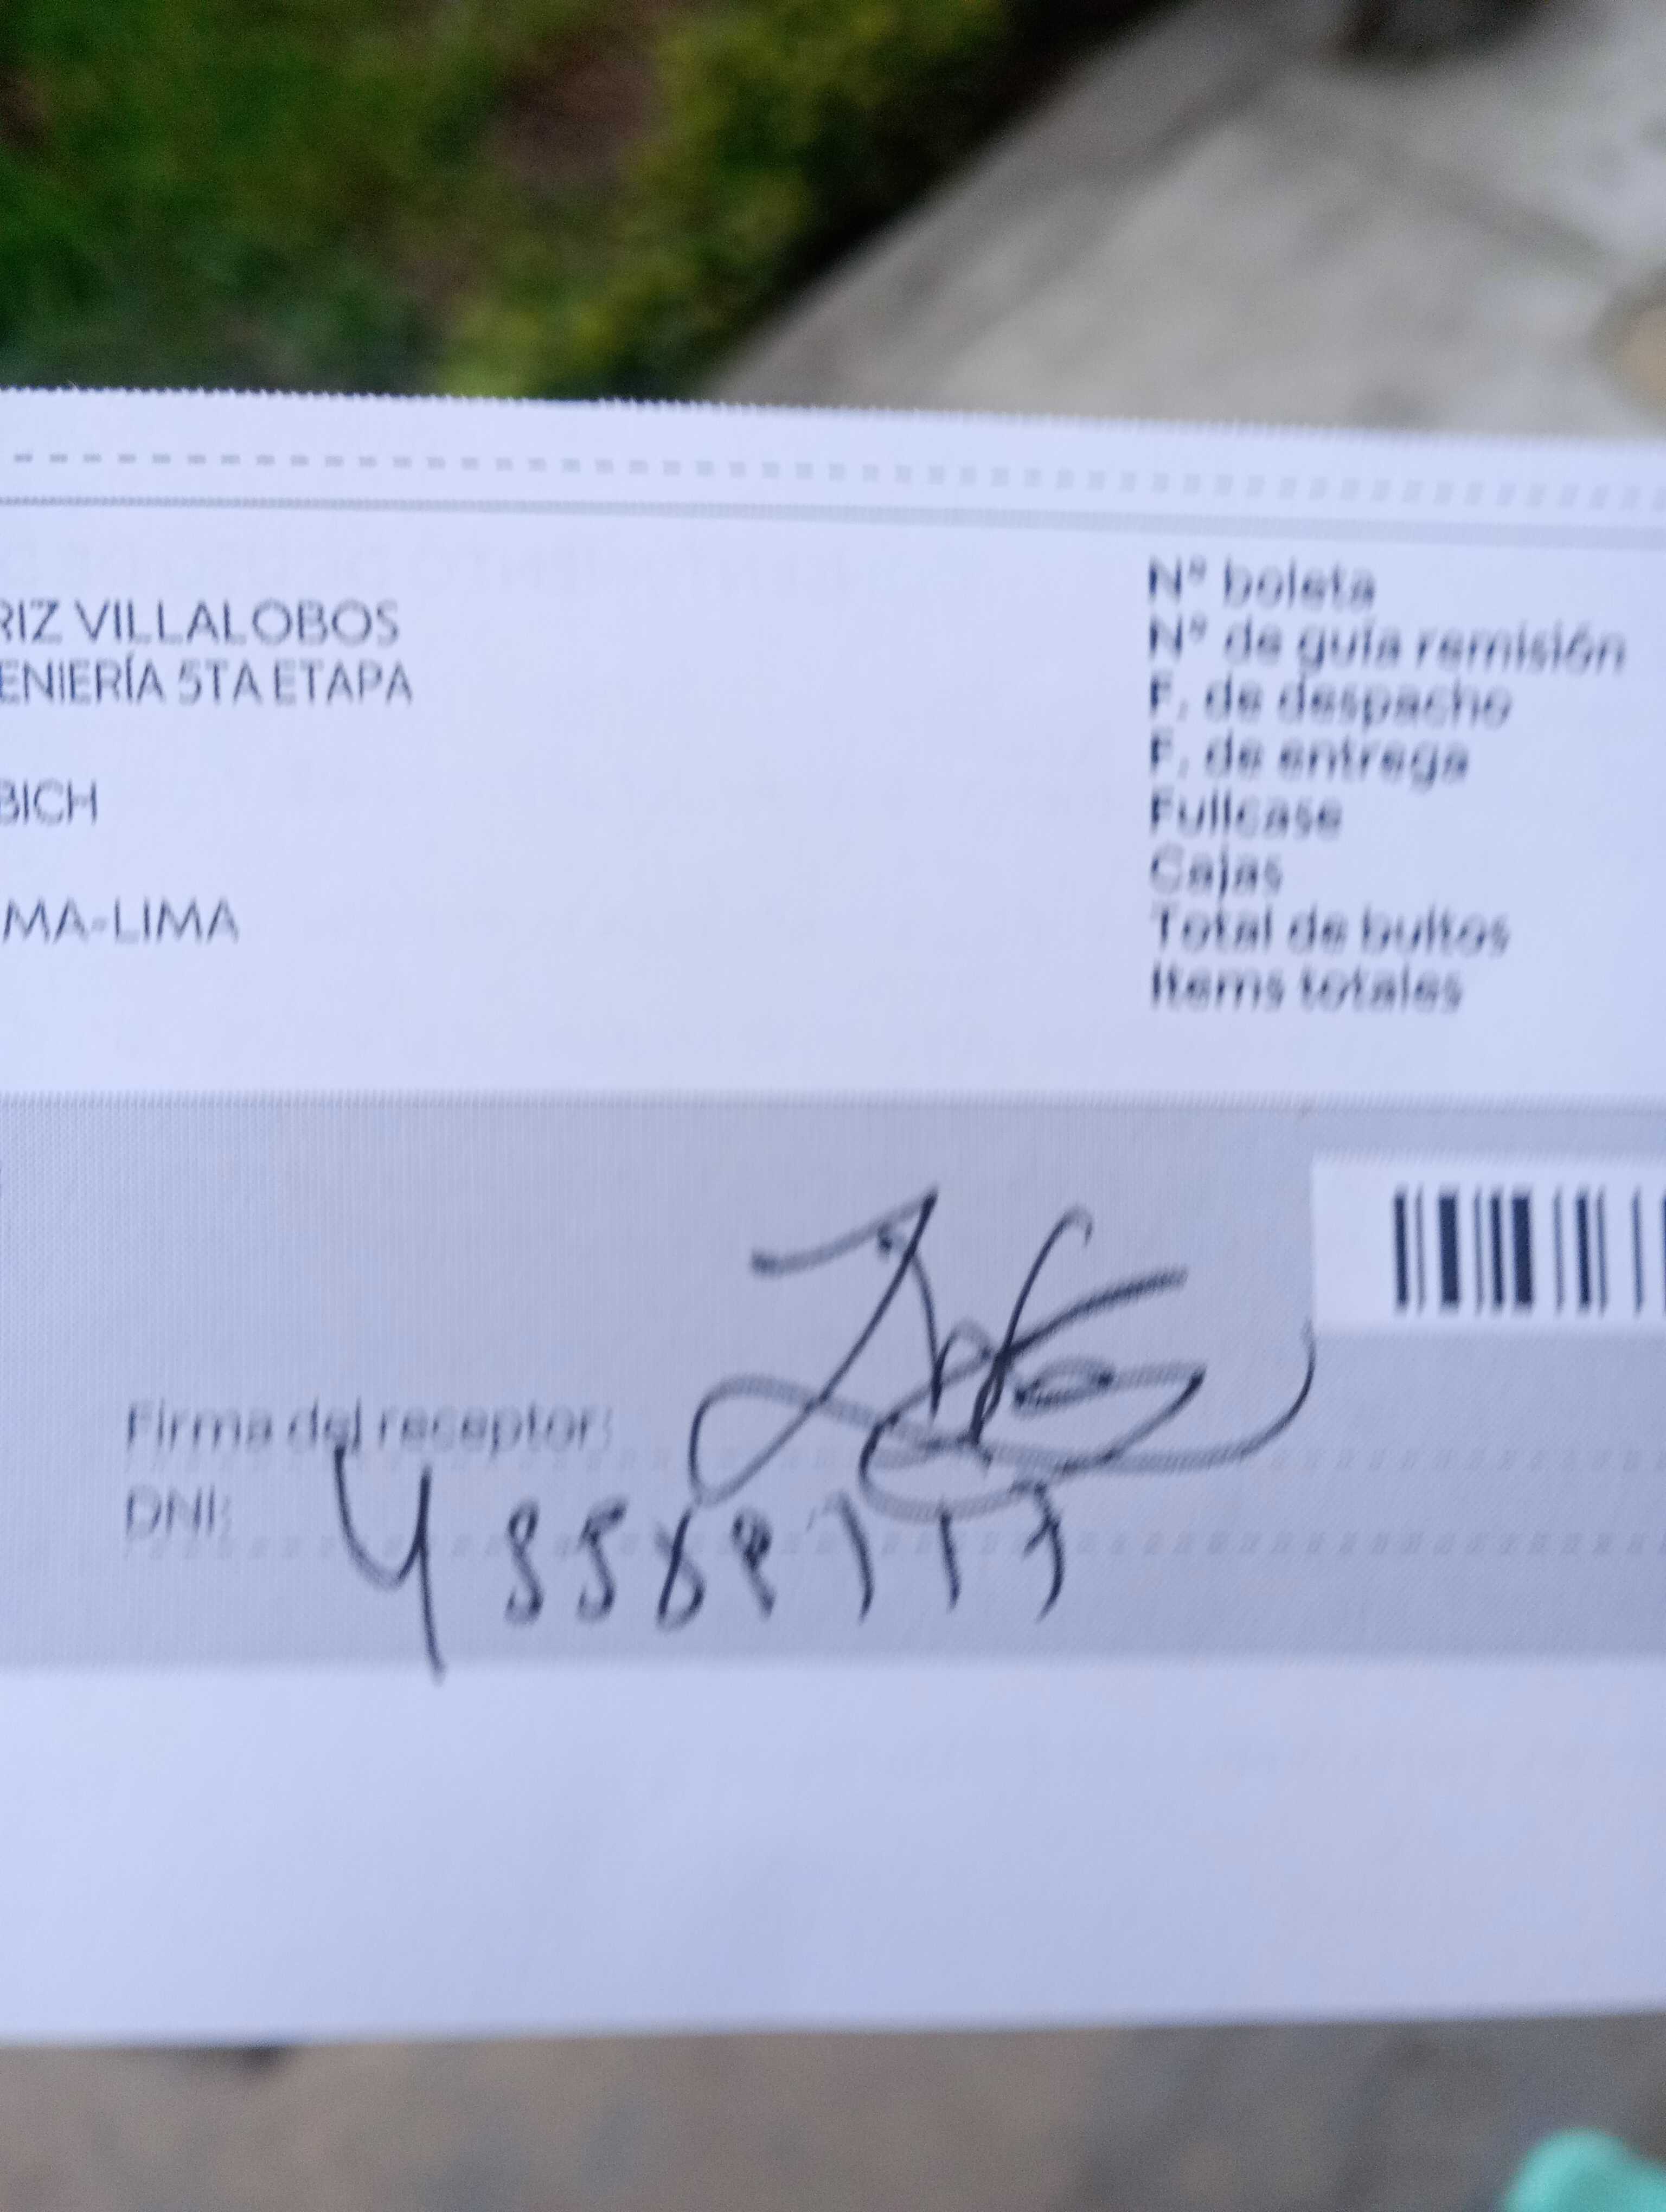 RIZ VILLALOBOS
ENIERÍA 5TA ETAPA
BICH
MA-LIMA
Nº boleta
Nº de guía remisión
F. de despacho
F. de entrega
Fullcase
Cajas
Total de bultos
Items totales
Firma del receptor:
DNI: